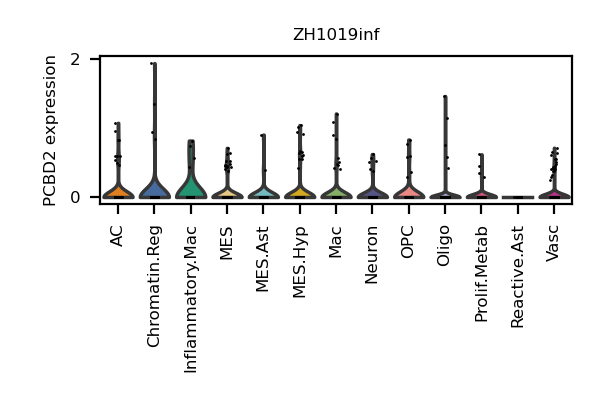 ZH1019inf
PCBD2 expression
2
0
AC
Chromatin.Reg
Inflammatory.Mac
MES
MES.Ast
MES.Hyp
Mac
Neuron
OPC
Oligo
Prolif.Metab
Reactive.Ast
Vasc